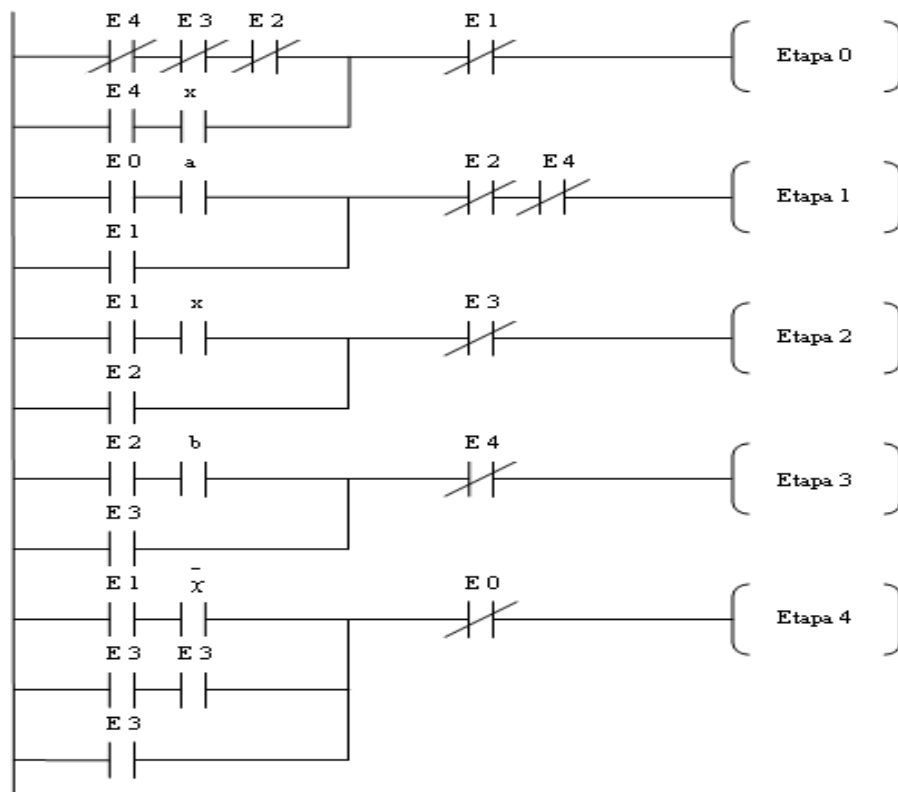 E 4 E 3 E 2 E 1
Etapa 0
E 4 x
E 0 a E 2 E 4
Etapa 1
E 1
E 1 x E 3
Etapa 2
E 2
E 2 b E 4
Etapa 3
E 3
E 1 x̄ E 0
Etapa 4
E 3 E 3
E 3